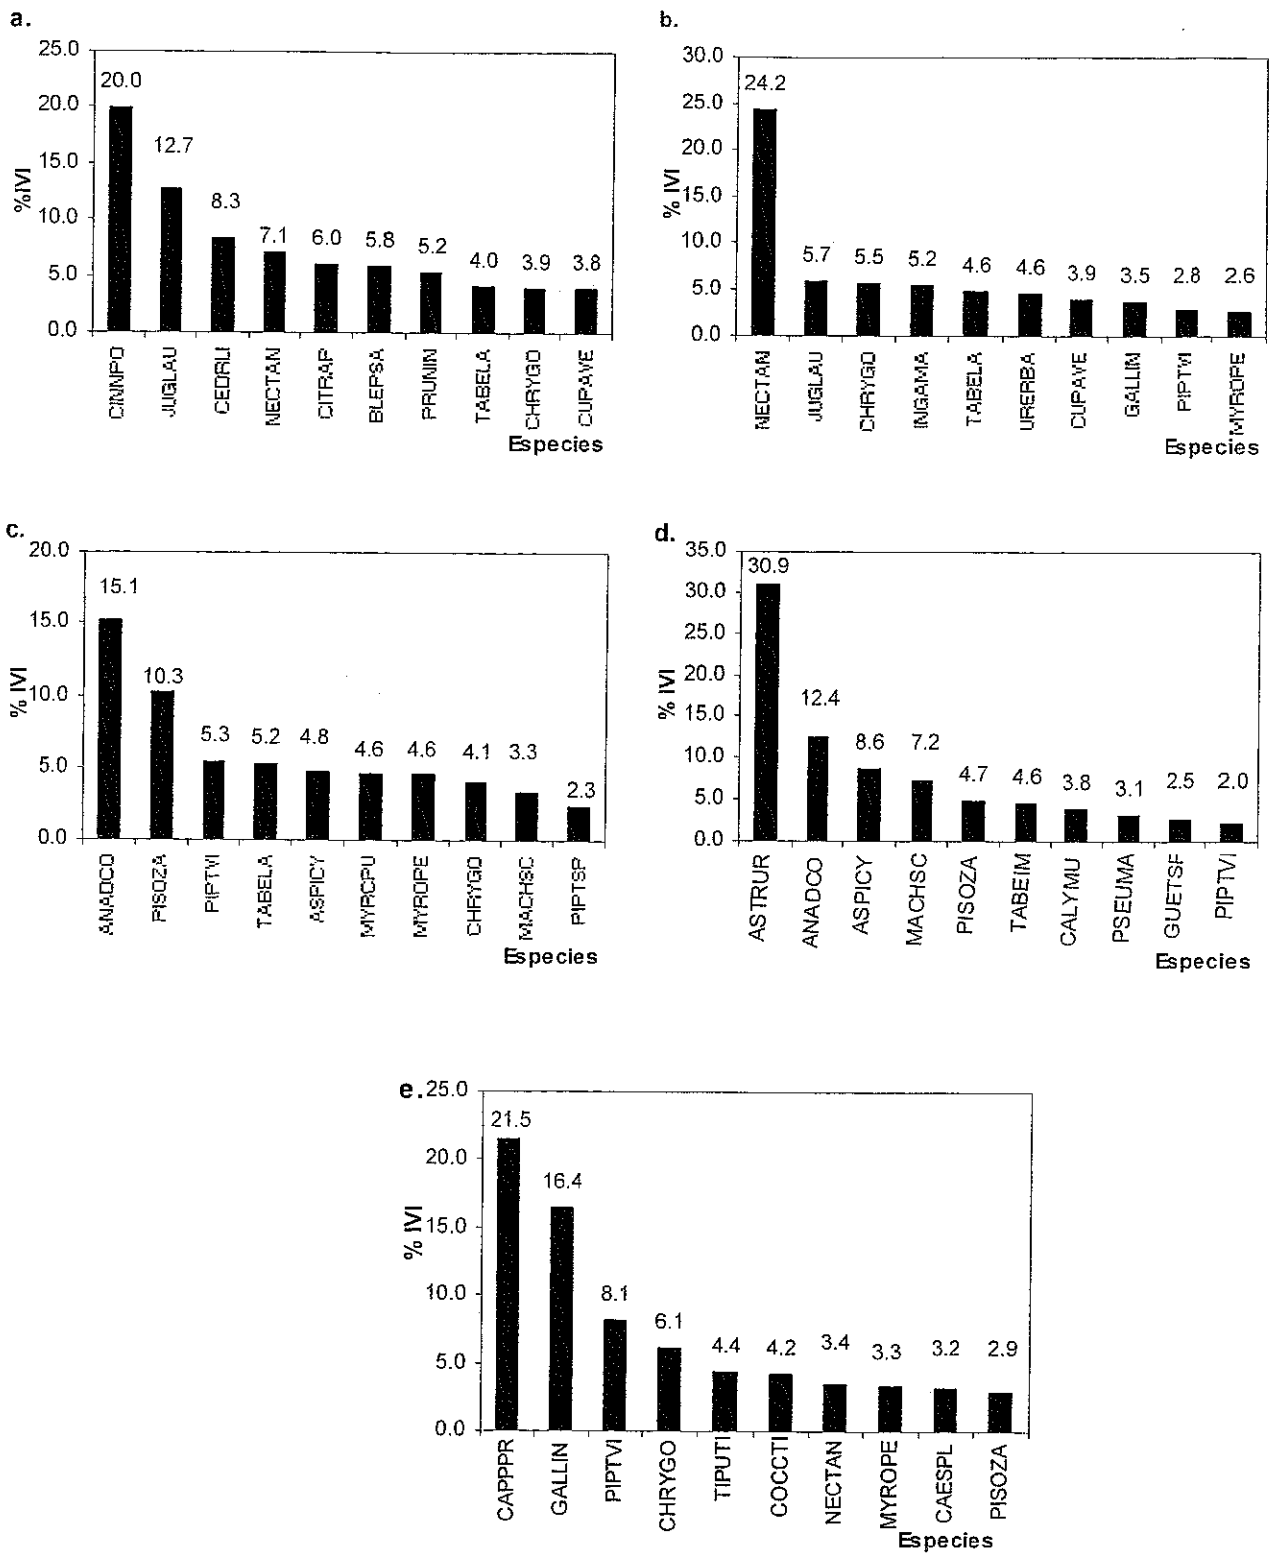 a.
25.0
20.0
15.0
10.0
5.0
0.0
%IVI
20.0 12.7 8.3 7.1 6.0 5.8 5.2 4.0 3.9 3.8
CINNPO JUGLAU CEDRLI NECTAN CITRAP BLEPSA PRUNIN TABELA CHRYGO CUPAVE
Especies
b.
30.0
25.0
20.0
15.0
10.0
5.0
0.0
% IVI
24.2 5.7 5.5 5.2 4.6 4.6 3.9 3.5 2.8 2.6
NECTAN JUGLAU CHRYGO INGAMA TABELA URERBA CUPAVE GALLIN PIPTVI MYROPE
Especies
c.
20.0
15.0
10.0
5.0
0.0
% IVI
15.1 10.3 5.3 5.2 4.8 4.6 4.6 4.1 3.3 2.3
ANADCO PISOZA PIPTVI TABELA ASPICY MYRCPU MYROPE CHRYGO MACHSC PIPTSP
Especies
d.
35.0
30.0
25.0
20.0
15.0
10.0
5.0
0.0
% IVI
30.9 12.4 8.6 7.2 4.7 4.6 3.8 3.1 2.5 2.0
ASTRUR ANADCO ASPICY MACHSC PISOZA TABEIM CALYMU PSEUMA GUETSF PIPTVI
Especies
e.
25.0
20.0
15.0
10.0
5.0
0.0
% IVI
21.5 16.4 8.1 6.1 4.4 4.2 3.4 3.3 3.2 2.9
CAPPPR GALLIN PIPTVI CHRYGO TIPUTI COCCTI NECTAN MYROPE CAESPL PISOZA
Especies